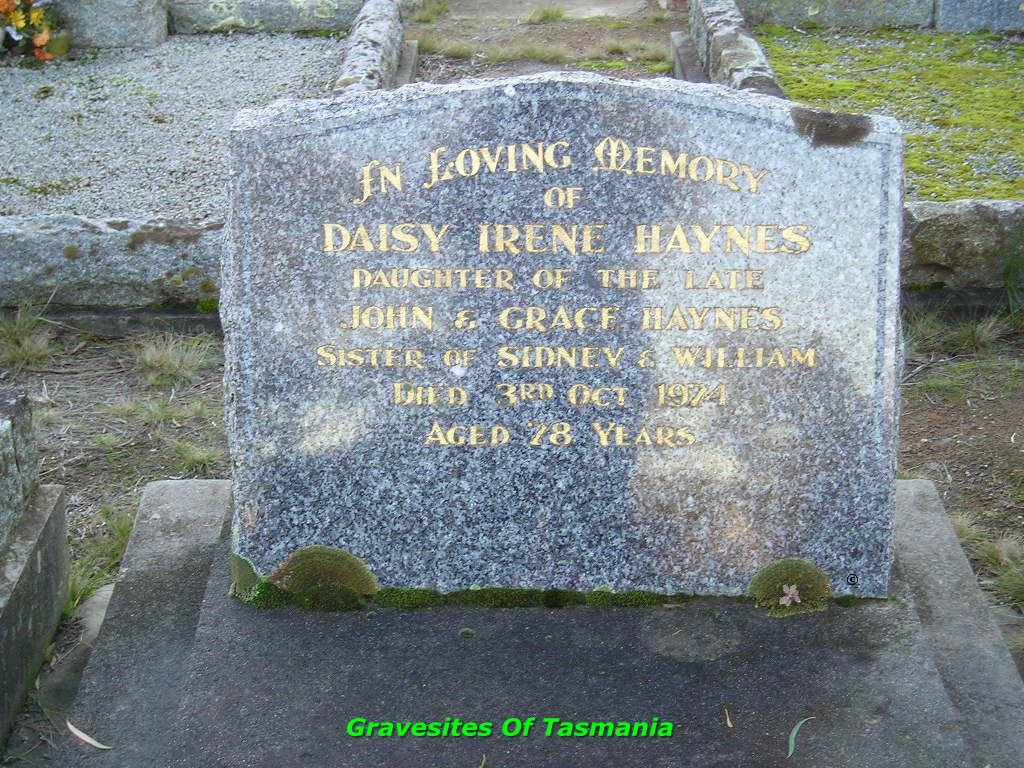 In Loving Memory
OF
DAISY IRENE HAYNES
DAUGHTER OF THE LATE
JOHN & GRACE HAYNES
SISTER OF SIDNEY & WILLIAM
DIED 3RD OCT 1974
AGED 78 YEARS
©
Gravesites Of Tasmania